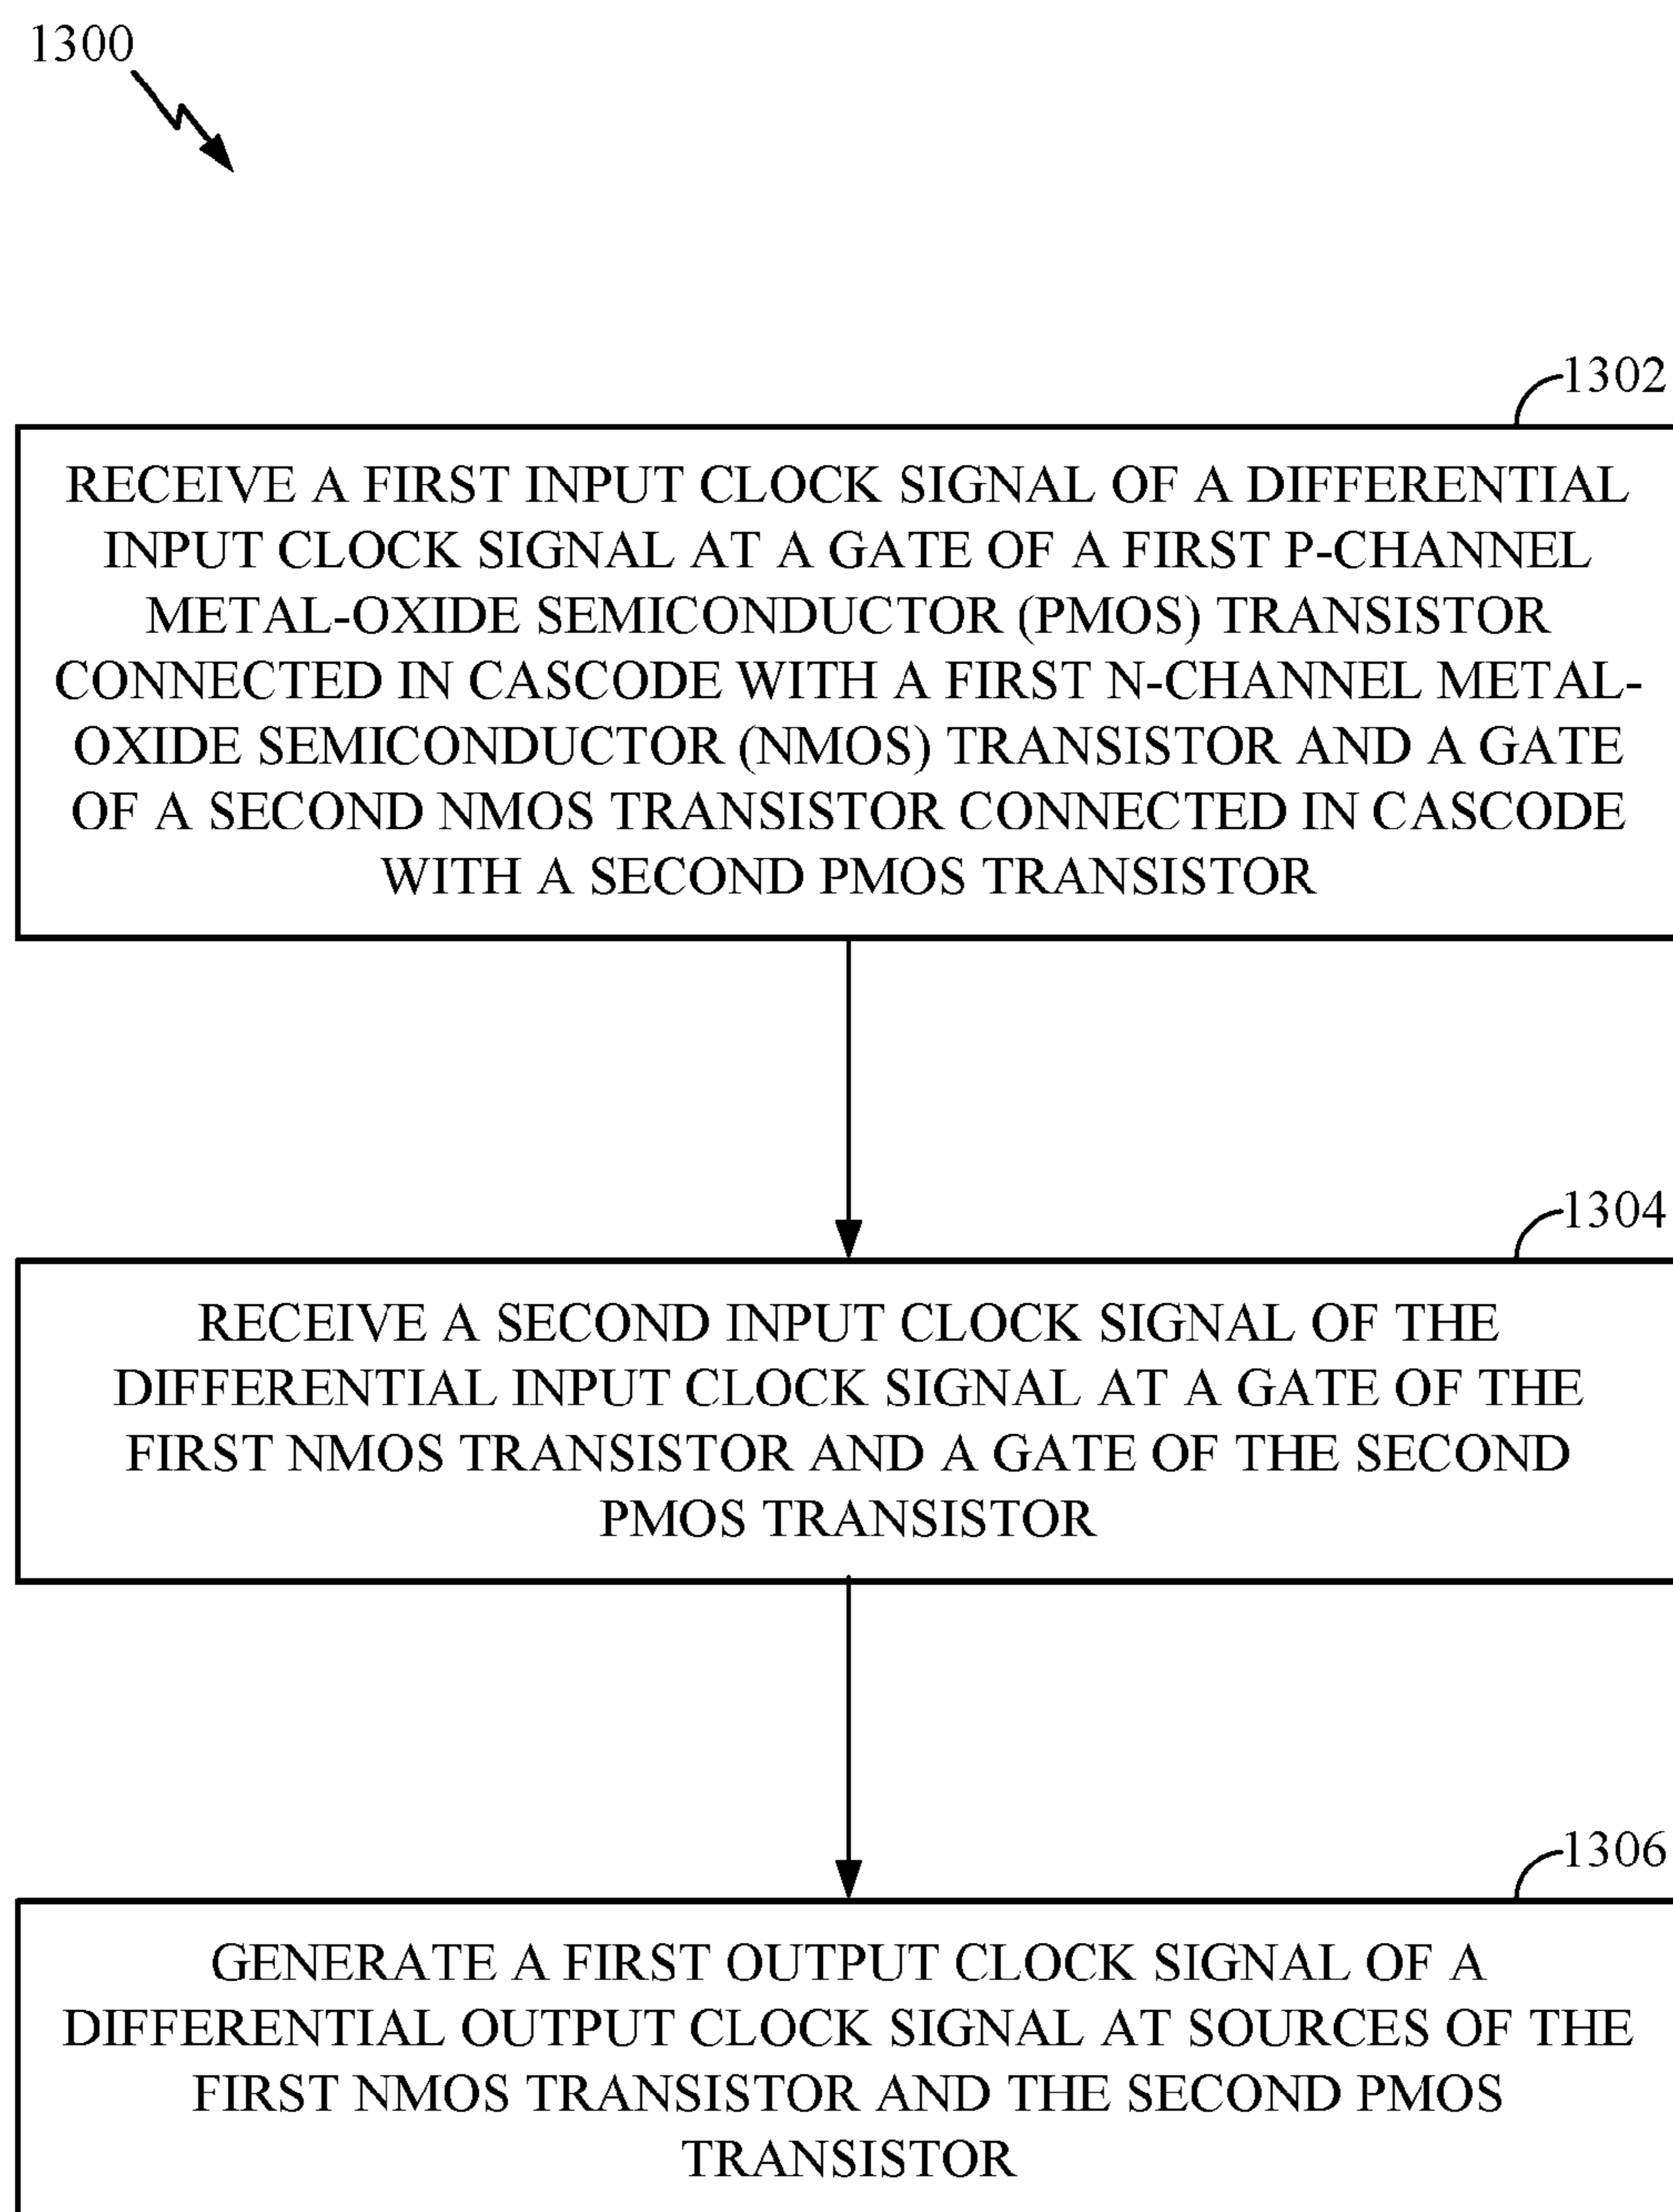 1300
1302
RECEIVE A FIRST INPUT CLOCK SIGNAL OF A DIFFERENTIAL
INPUT CLOCK SIGNAL AT A GATE OF A FIRST P-CHANNEL
METAL-OXIDE SEMICONDUCTOR (PMOS) TRANSISTOR
CONNECTED IN CASCODE WITH A FIRST N-CHANNEL METAL-
OXIDE SEMICONDUCTOR (NMOS) TRANSISTOR AND A GATE
OF A SECOND NMOS TRANSISTOR CONNECTED IN CASCODE
WITH A SECOND PMOS TRANSISTOR
1304
RECEIVE A SECOND INPUT CLOCK SIGNAL OF THE
DIFFERENTIAL INPUT CLOCK SIGNAL AT A GATE OF THE
FIRST NMOS TRANSISTOR AND A GATE OF THE SECOND
PMOS TRANSISTOR
1306
GENERATE A FIRST OUTPUT CLOCK SIGNAL OF A
DIFFERENTIAL OUTPUT CLOCK SIGNAL AT SOURCES OF THE
FIRST NMOS TRANSISTOR AND THE SECOND PMOS
TRANSISTOR